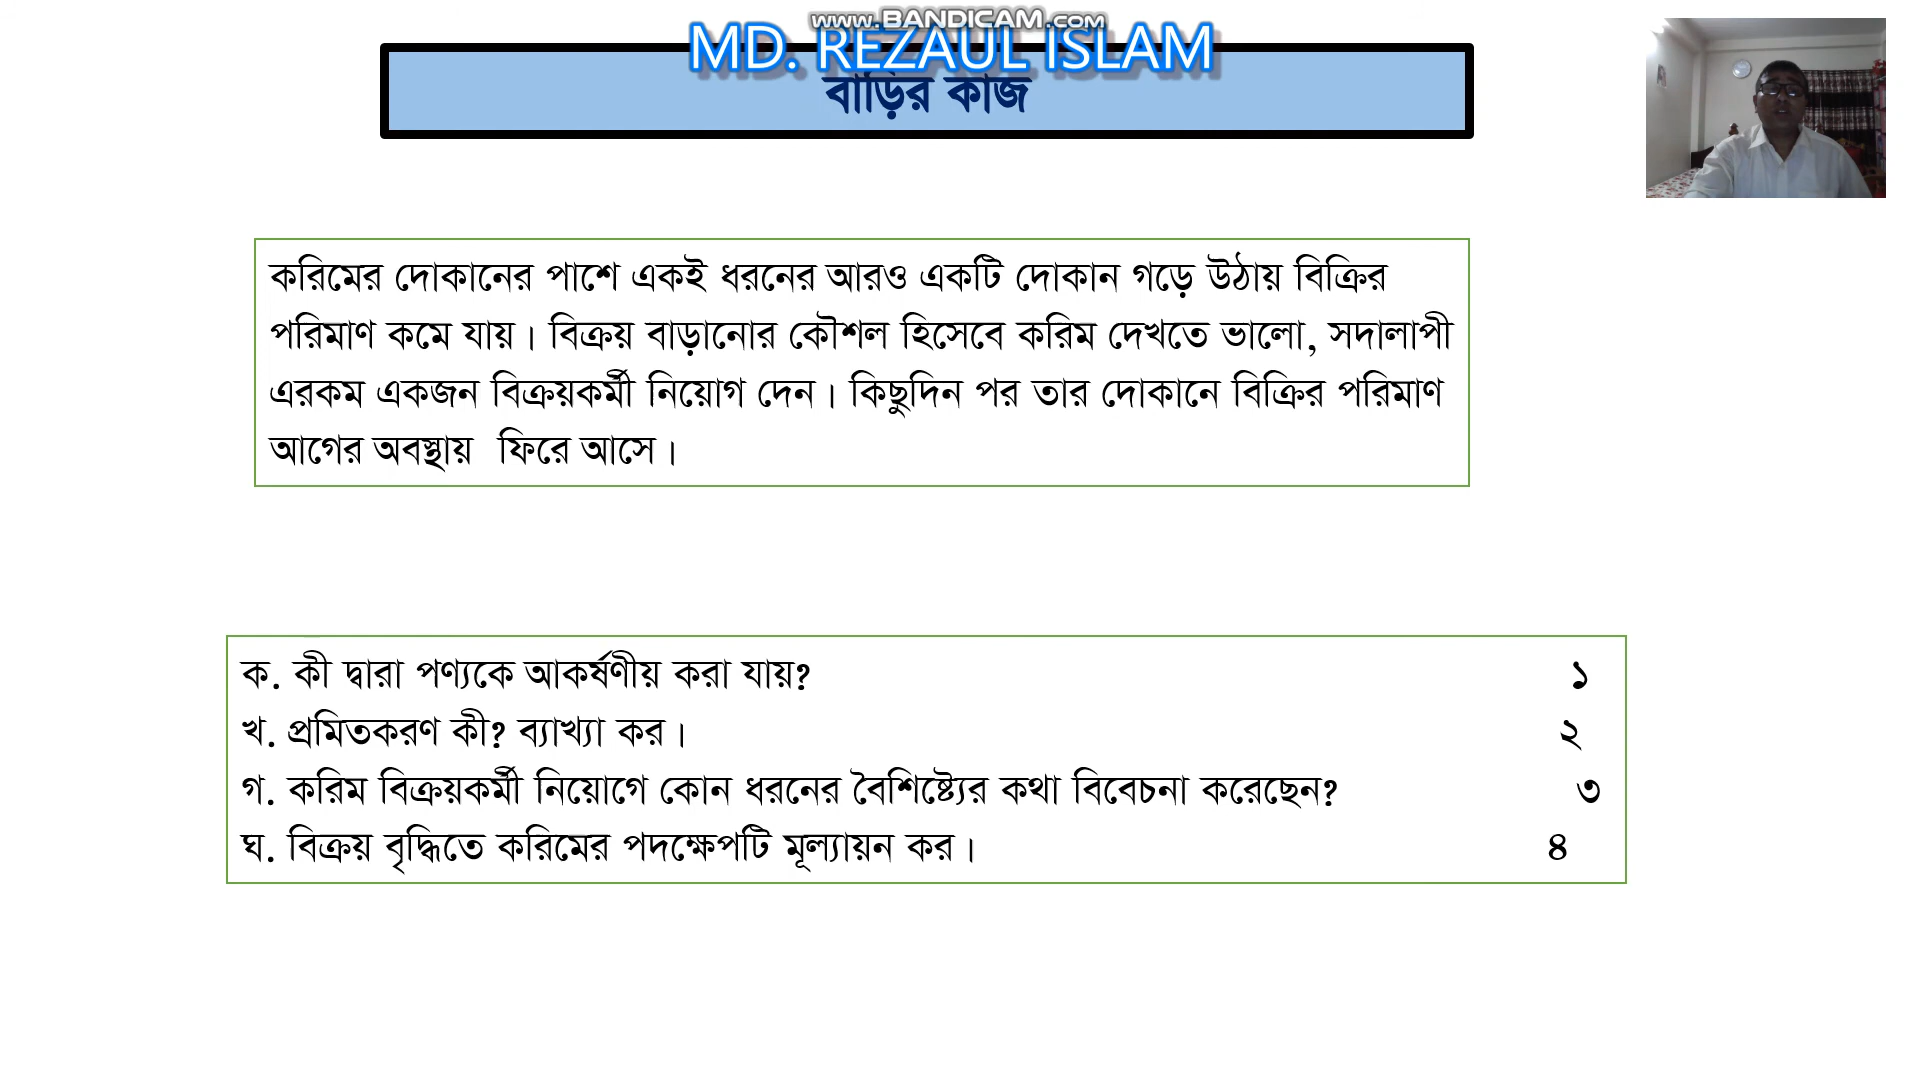 www.BANDICAM.com
MD. REZAUL ISLAM
বাড়ির কাজ
করিমের দোকানের পাশে একই ধরনের আরও একটি দোকান গড়ে উঠায় বিক্রির
পরিমাণ কমে যায়। বিক্রয় বাড়ানোর কৌশল হিসেবে করিম দেখতে ভালো, সদালাপী
এরকম একজন বিক্রয়কর্মী নিয়োগ দেন। কিছুদিন পর তার দোকানে বিক্রির পরিমাণ
আগের অবস্থায় ফিরে আসে।
ক. কী দ্বারা পণ্যকে আকর্ষণীয় করা যায়? ১
খ. প্রমিতকরণ কী? ব্যাখ্যা কর। ২
গ. করিম বিক্রয়কর্মী নিয়োগে কোন ধরনের বৈশিষ্ট্যের কথা বিবেচনা করেছেন? ৩
ঘ. বিক্রয় বৃদ্ধিতে করিমের পদক্ষেপটি মূল্যায়ন কর। ৪